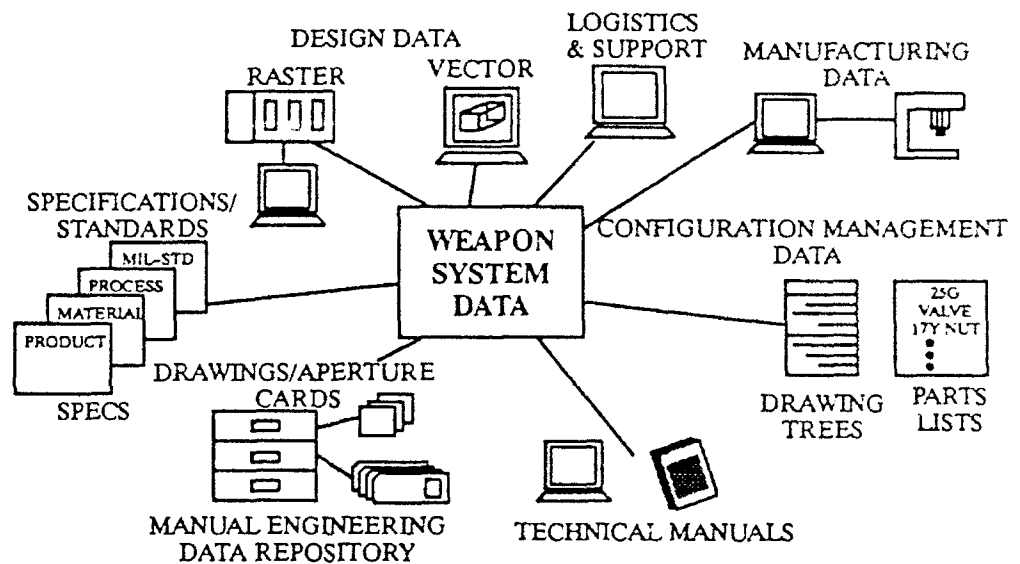 DESIGN DATA
RASTER
VECTOR
LOGISTICS
& SUPPORT
MANUFACTURING
DATA
SPECIFICATIONS/
STANDARDS
MIL-STD
PROCESS
MATERIAL
PRODUCT
SPECS
WEAPON
SYSTEM
DATA
CONFIGURATION MANAGEMENT
DATA
25G
VALVE
17Y NUT
DRAWING
TREES
PARTS
LISTS
DRAWINGS/APERTURE
CARDS
MANUAL ENGINEERING
DATA REPOSITORY
TECHNICAL MANUALS